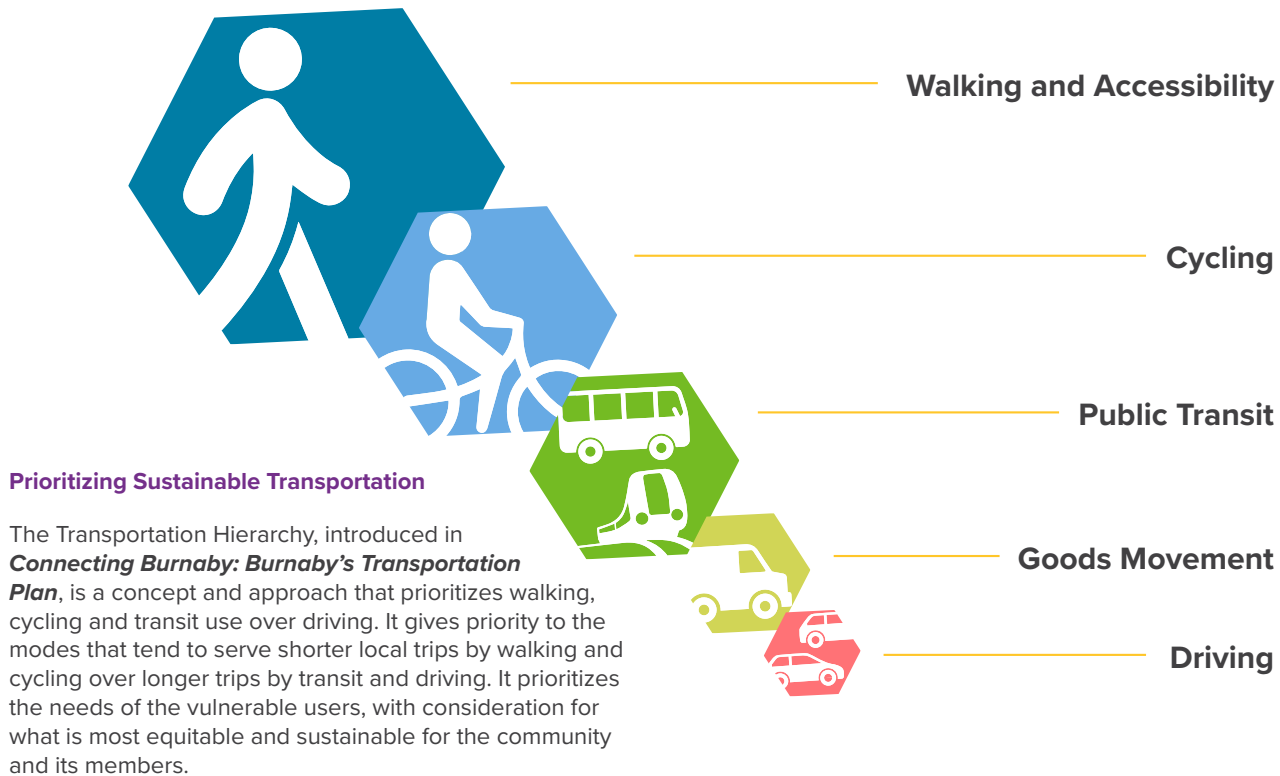 Walking and Accessibility
Cycling
Public Transit
Goods Movement
Driving
Prioritizing Sustainable Transportation
The Transportation Hierarchy, introduced in
Connecting Burnaby: Burnaby’s Transportation
Plan, is a concept and approach that prioritizes walking,
cycling and transit use over driving. It gives priority to the
modes that tend to serve shorter local trips by walking and
cycling over longer trips by transit and driving. It prioritizes
the needs of the vulnerable users, with consideration for
what is most equitable and sustainable for the community
and its members.